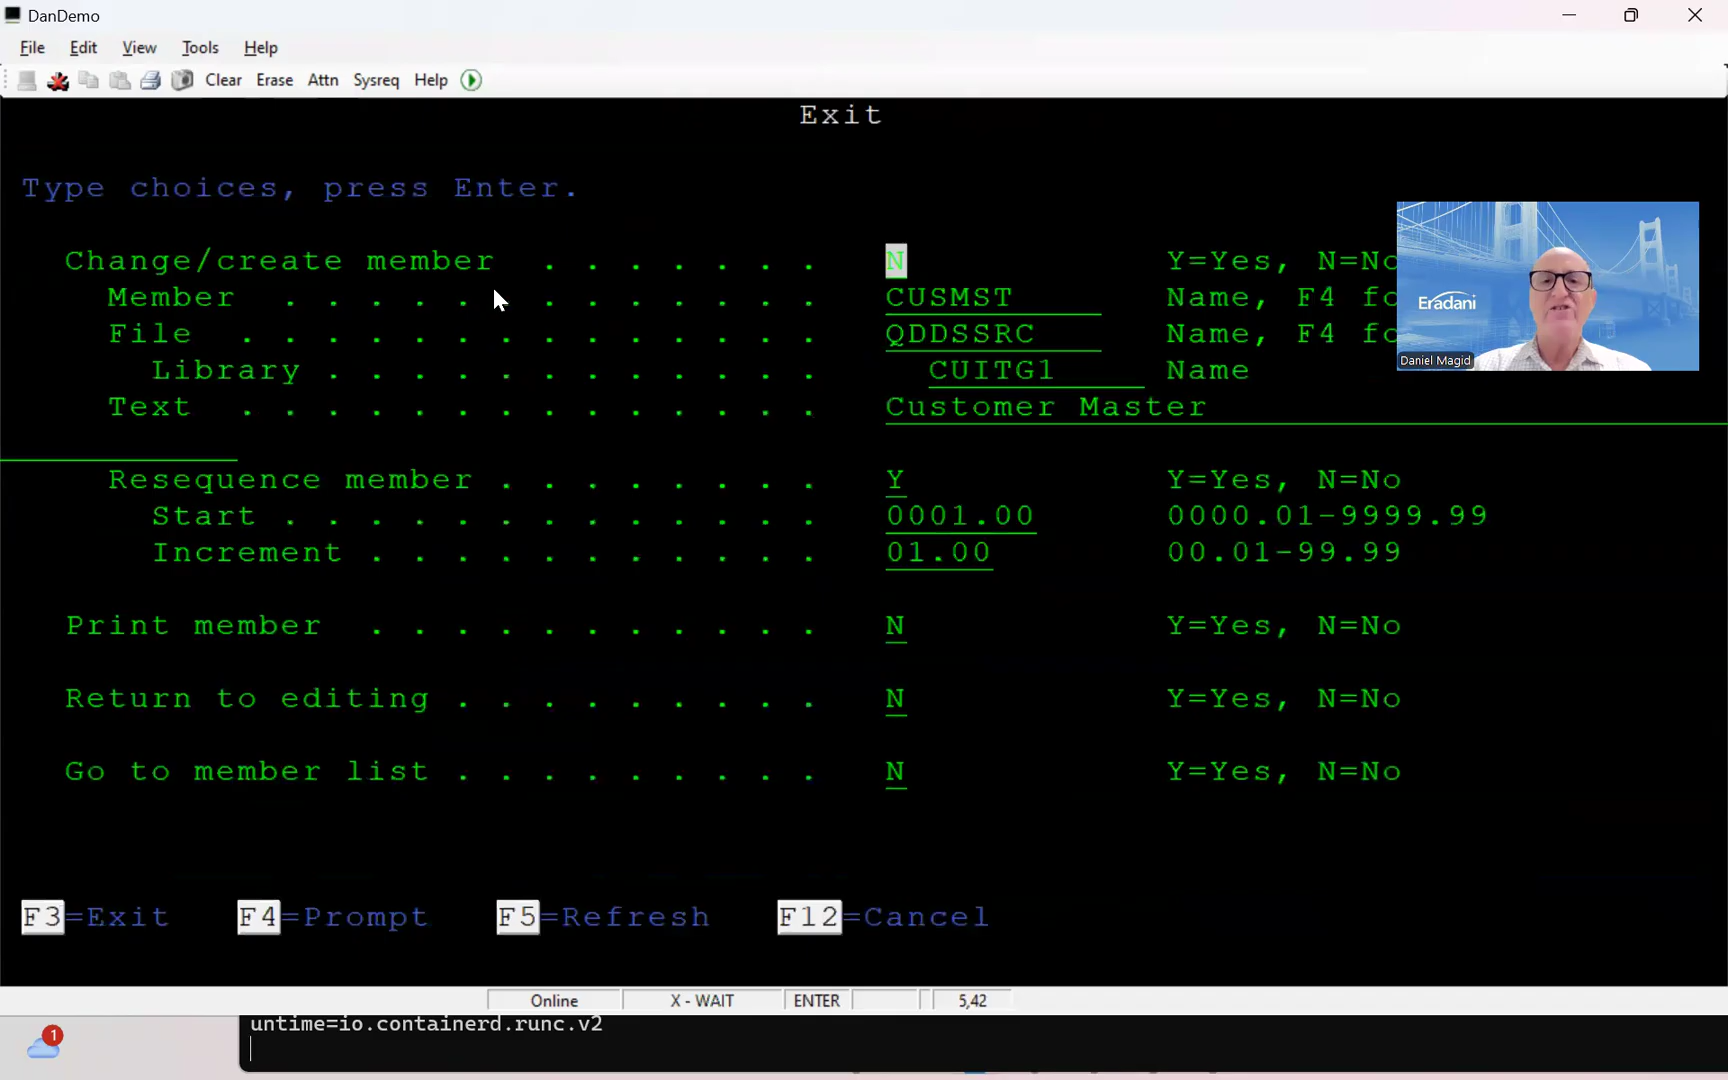 DanDemo
File Edit View Tools Help
Clear Erase Attn Sysreq Help
Exit
Type choices, press Enter.
Change/create member . . . . . . . N Y=Yes, N=No
Member . . . . . . . . . . . . . CUSMST Name, F4 fo
File . . . . . . . . . . . . . . QDDSSRC Name, F4 fo
Library . . . . . . . . . . . . CUITG1 Name
Text . . . . . . . . . . . . . . Customer Master
Eradani
Daniel Magid
Resequence member . . . . . . . . Y Y=Yes, N=No
Start . . . . . . . . . . . . . 0001.00 0000.01-9999.99
Increment . . . . . . . . . . . 01.00 00.01-99.99
Print member . . . . . . . . . . . N Y=Yes, N=No
Return to editing . . . . . . . . . N Y=Yes, N=No
Go to member list . . . . . . . . . N Y=Yes, N=No
F3=Exit F4=Prompt F5=Refresh F12=Cancel
Online X - WAIT ENTER 5,42
untime=io.containerd.runc.v2
1